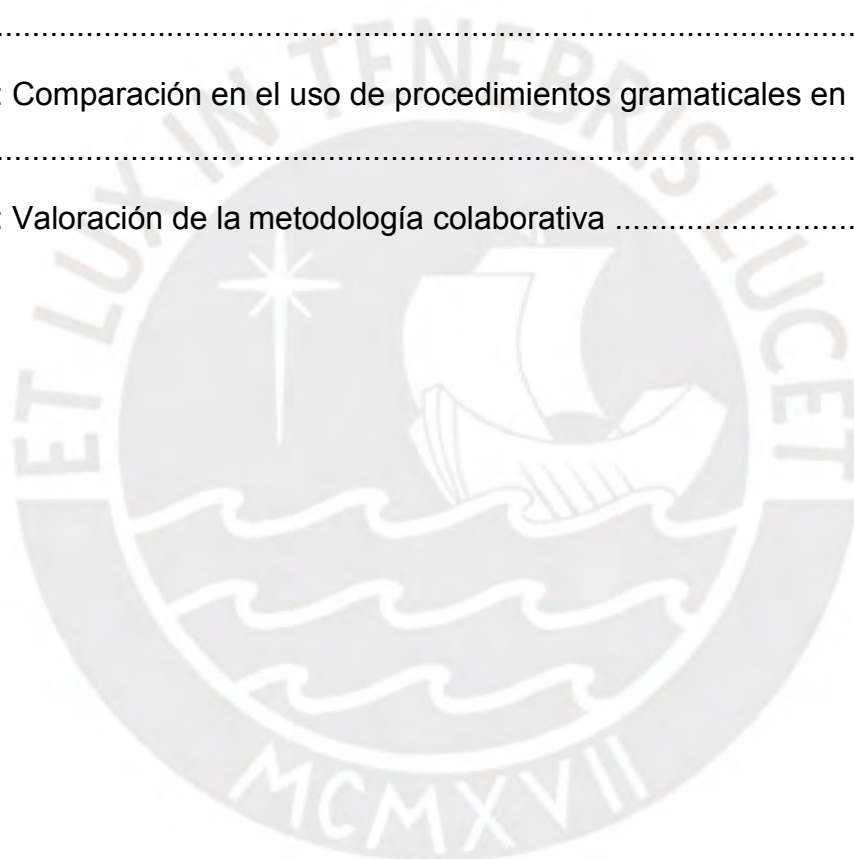 ................................................................................................
: Comparación en el uso de procedimientos gramaticales en
................................................................................................
: Valoración de la metodología colaborativa ...........................
ET LUX IN TENEBRIS LUCET
MCMXVII